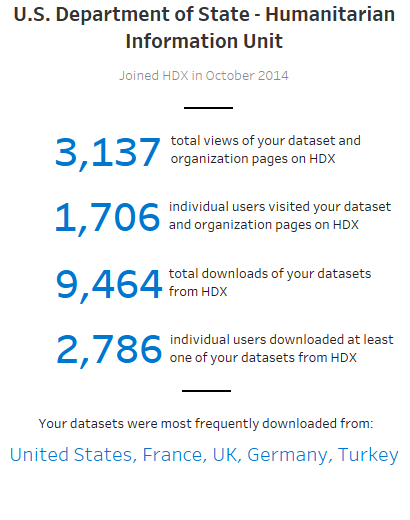 U.S. Department of State - Humanitarian
Information Unit
Joined HDX in October 2014
3,137 total views of your dataset and
organization pages on HDX
1,706 individual users visited your dataset
and organization pages on HDX
9,464 total downloads of your datasets
from HDX
2,786 individual users downloaded at least
one of your datasets from HDX
Your datasets were most frequently downloaded from:
United States, France, UK, Germany, Turkey